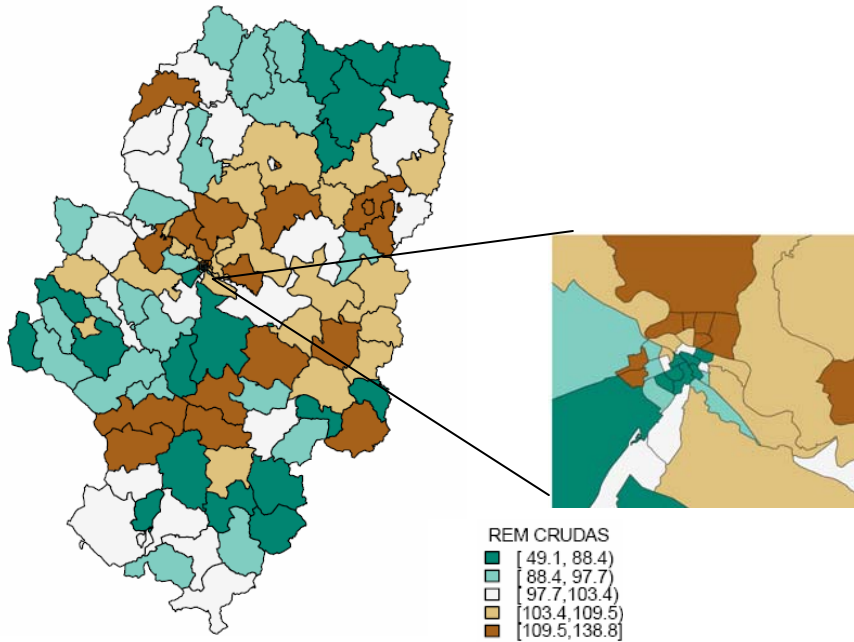 REM CRUDAS
[ 49.1, 88.4)
[ 88.4, 97.7)
[ 97.7,103.4)
[103.4,109.5)
[109.5,138.8]